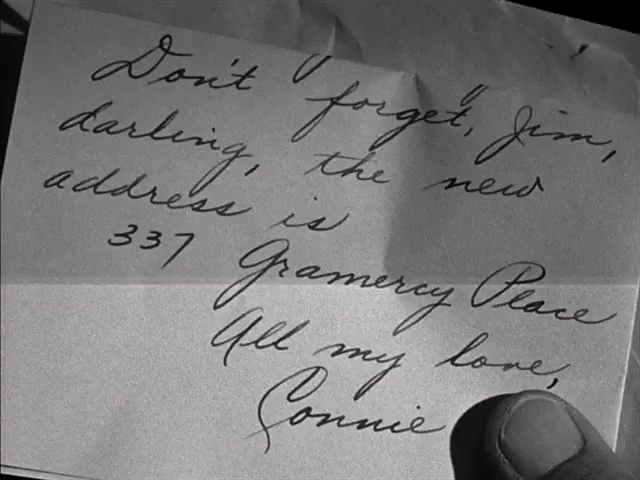 Don't forget, Jim,
darling, the new
address is
337 Gramercy Place
All my love,
Connie